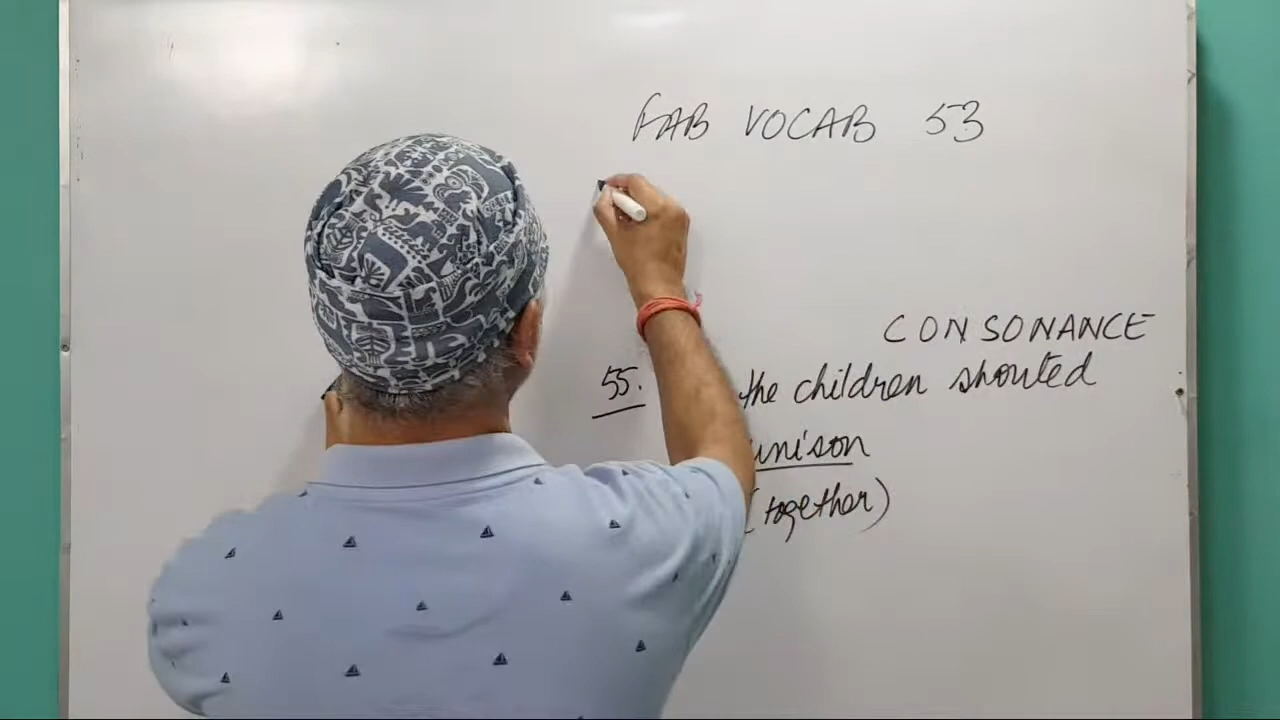 FAB VOCAB 53
CONSONANCE
55. the children shouted
unison
(together)